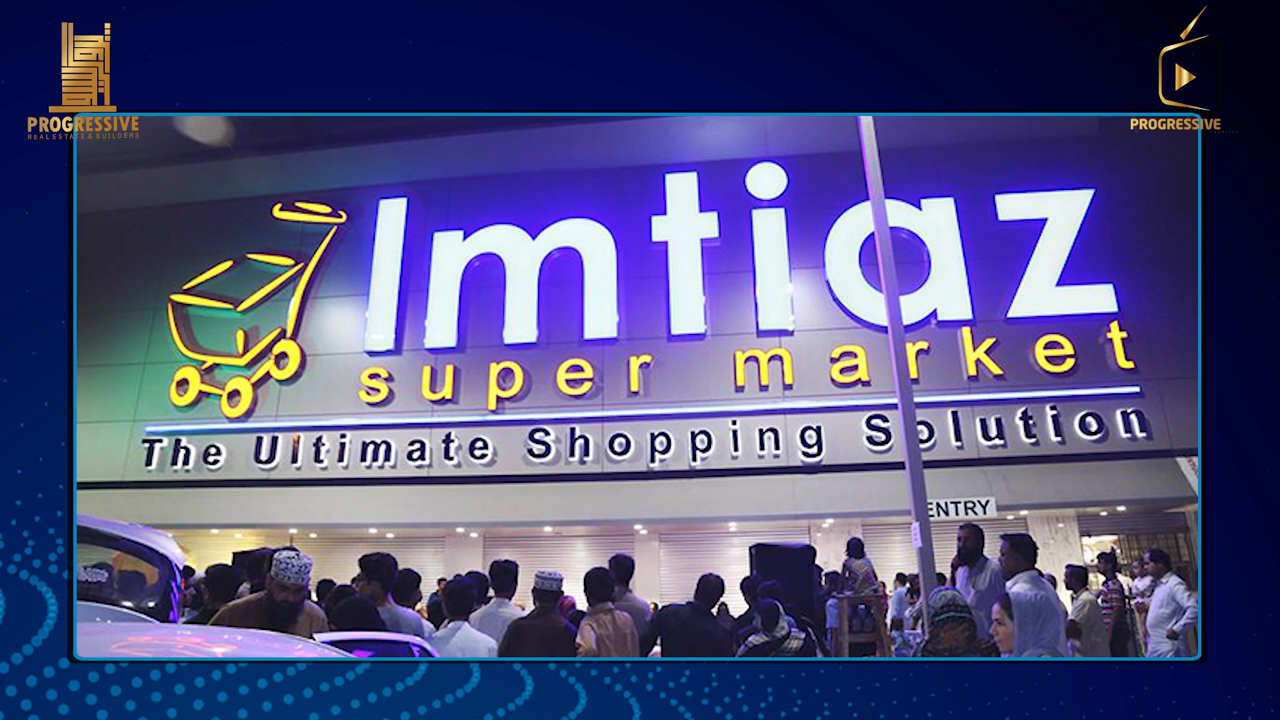 PROGRESSIVE
REAL ESTATE & BUILDERS
PROGRESSIVE
Imtiaz
super market
The Ultimate Shopping Solution
ENTRY